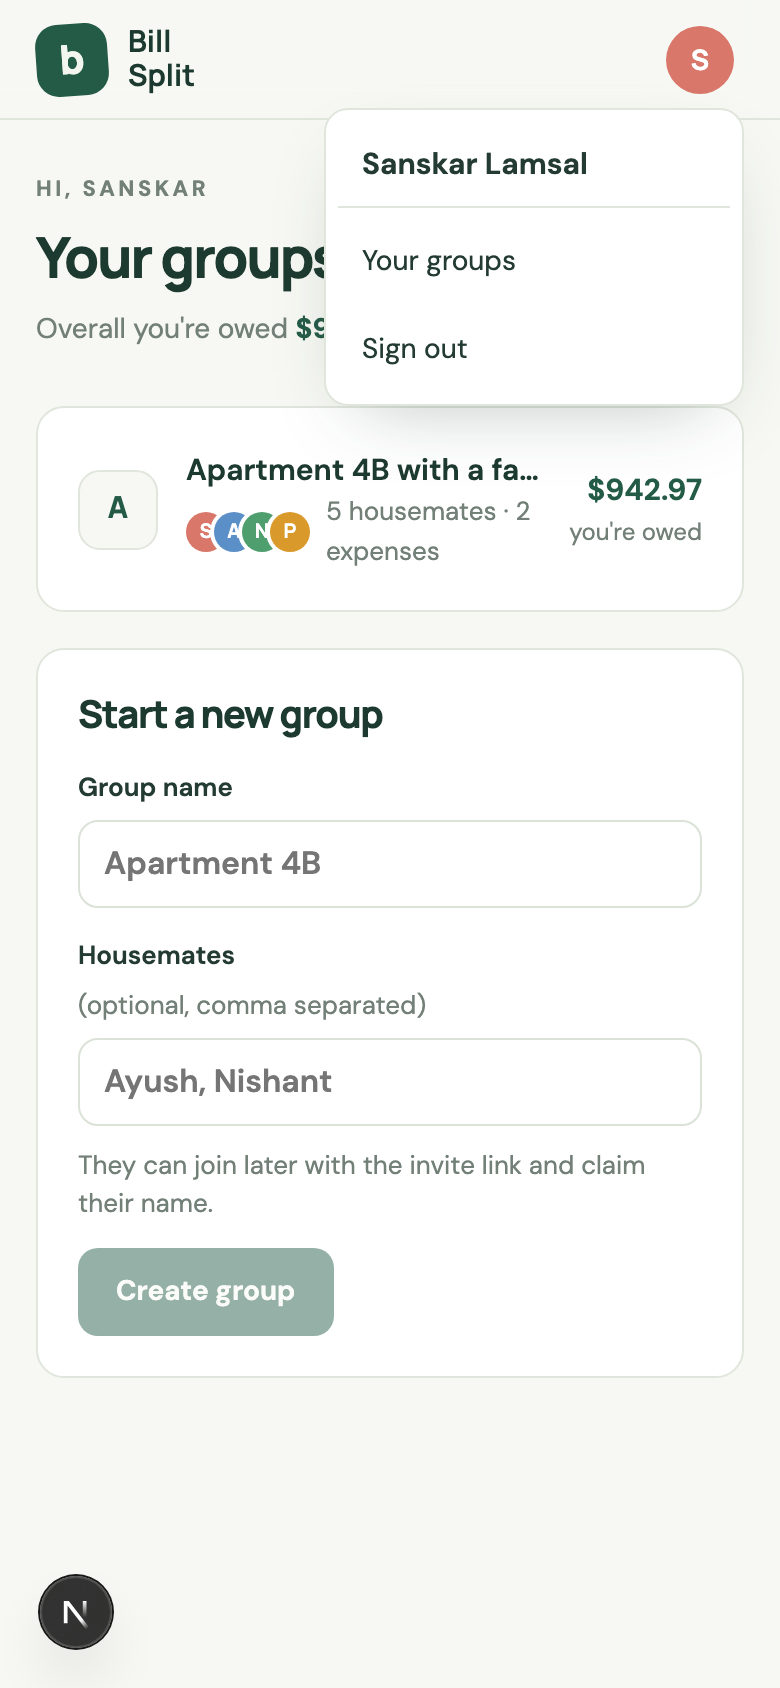 b
Bill
Split
S
Sanskar Lamsal
Your groups
Sign out
HI, SANSKAR
Your groups
Overall you're owed $9
A
Apartment 4B with a fa...
S A N P
5 housemates · 2
expenses
$942.97
you're owed
Start a new group
Group name
Apartment 4B
Housemates
(optional, comma separated)
Ayush, Nishant
They can join later with the invite link and claim
their name.
Create group
N